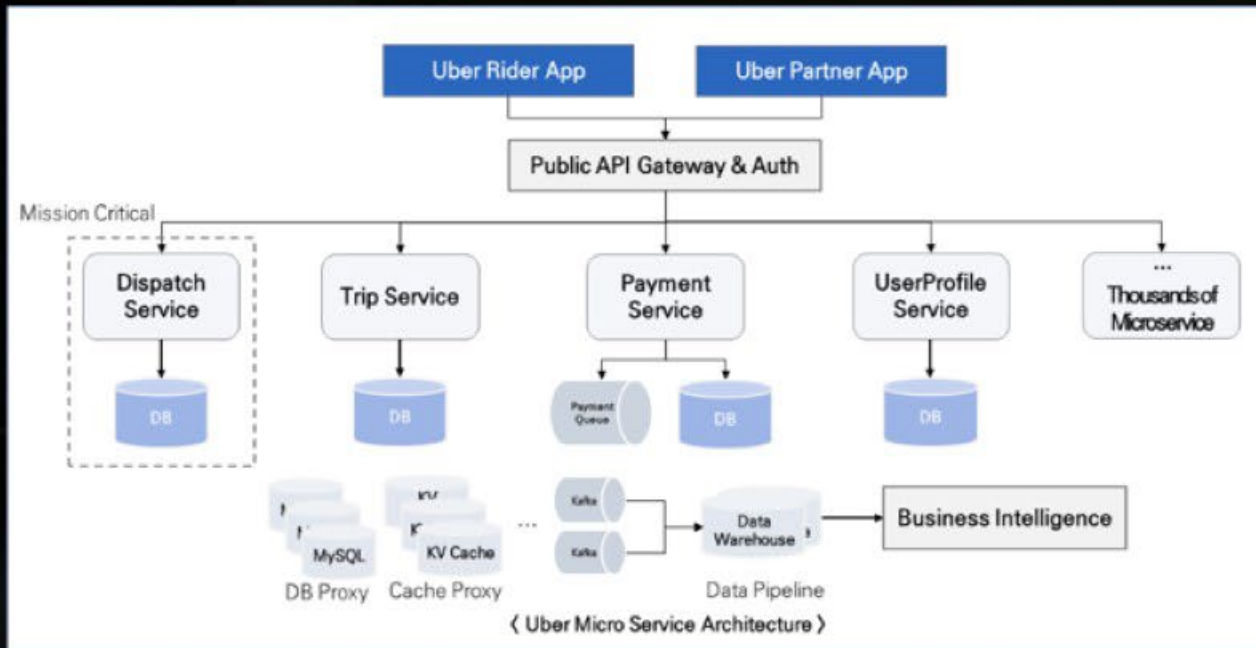 Uber Rider App
Uber Partner App
Public API Gateway & Auth
Mission Critical
Dispatch
Service
Trip Service
Payment
Service
UserProfile
Service
...
Thousands of
Microservice
DB
DB
Payment
Queue
DB
DB
MySQL
KV
KV Cache
...
Kafka
Kafka
Data
Warehouse
Business Intelligence
DB Proxy
Cache Proxy
Data Pipeline
〈 Uber Micro Service Architecture 〉